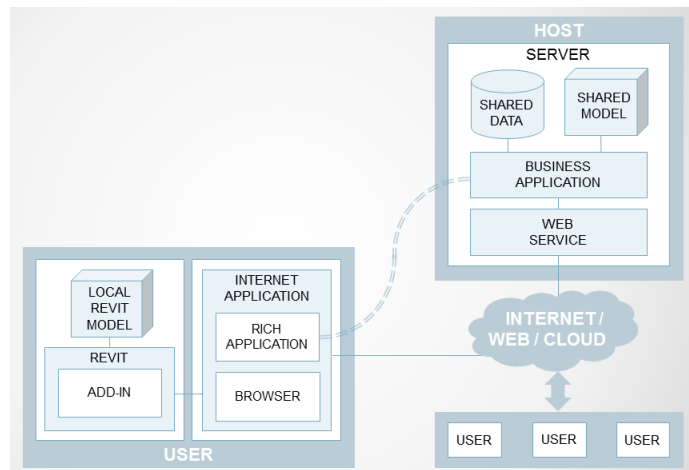 HOST
SERVER
SHARED
DATA
SHARED
MODEL
BUSINESS
APPLICATION
WEB
SERVICE
LOCAL
REVIT
MODEL
REVIT
ADD-IN
INTERNET
APPLICATION
RICH
APPLICATION
BROWSER
USER
INTERNET /
WEB / CLOUD
USER
USER
USER